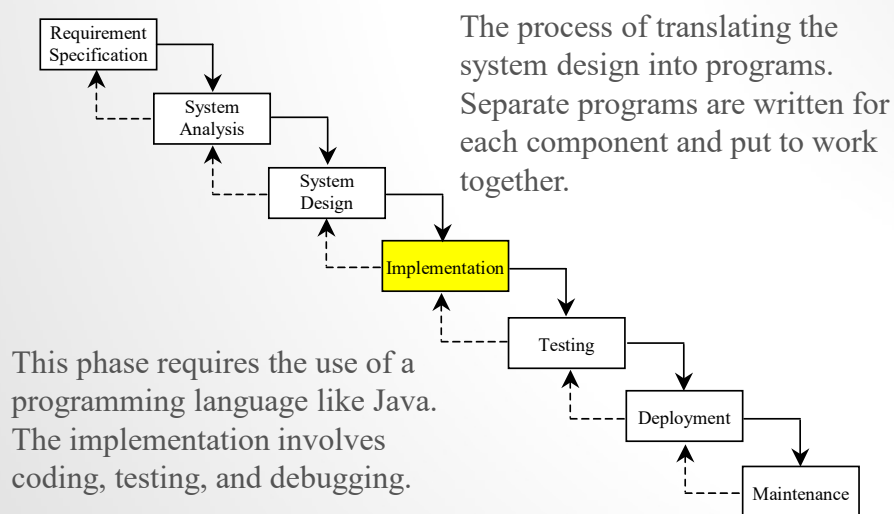 Requirement
Specification
The process of translating the
system design into programs.
Separate programs are written for
each component and put to work
together.
System
Analysis
System
Design
Implementation
Testing
This phase requires the use of a
programming language like Java.
The implementation involves
coding, testing, and debugging.
Deployment
Maintenance